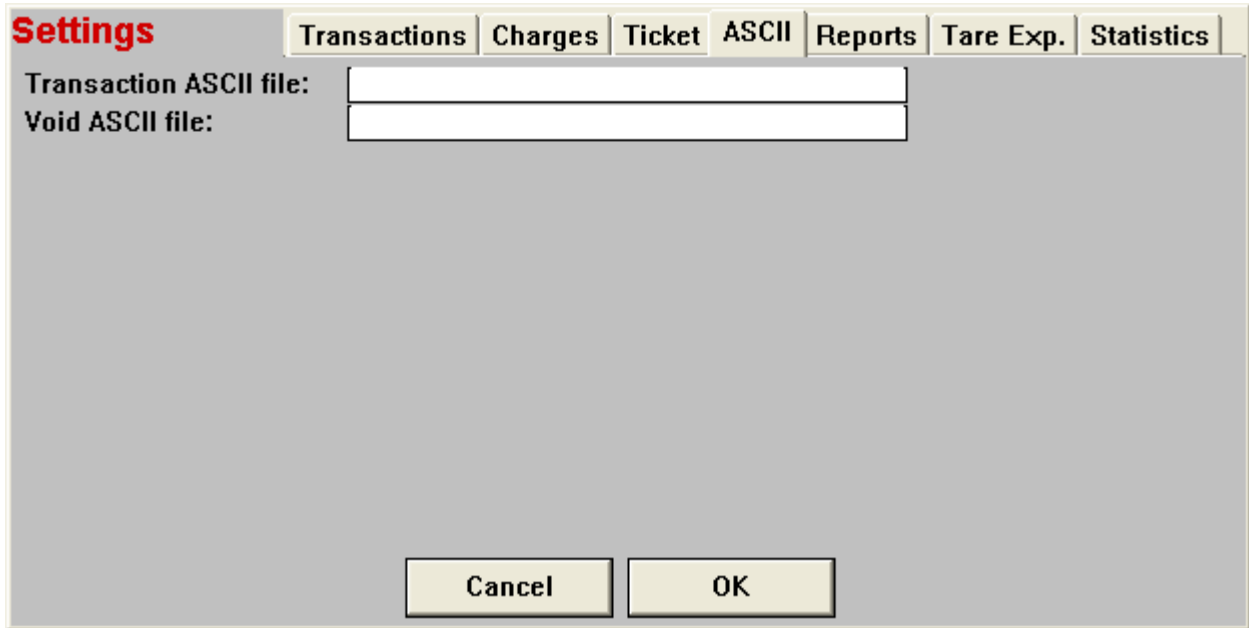 Settings Transactions Charges Ticket ASCII Reports Tare Exp. Statistics
Transaction ASCII file:
Void ASCII file:
Cancel OK